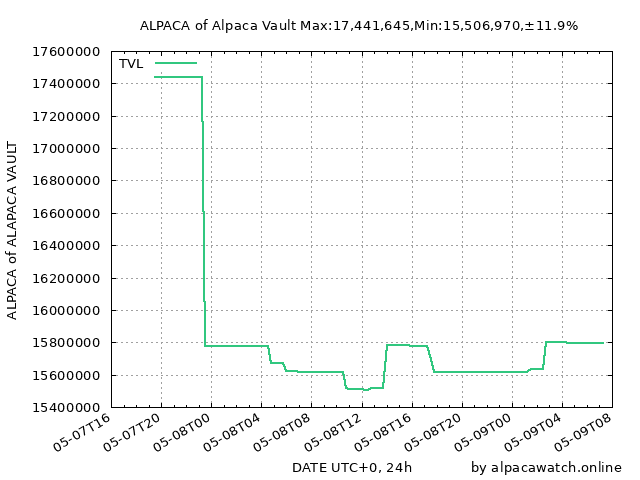 ALPACA of Alpaca Vault Max:17,441,645,Min:15,506,970,±11.9%
TVL
ALPACA of ALAPACA VAULT
17600000
17400000
17200000
17000000
16800000
16600000
16400000
16200000
16000000
15800000
15600000
15400000
05-07T16
05-07T20
05-08T00
05-08T04
05-08T08
05-08T12
05-08T16
05-08T20
05-09T00
05-09T04
05-09T08
DATE UTC+0, 24h
by alpacawatch.online